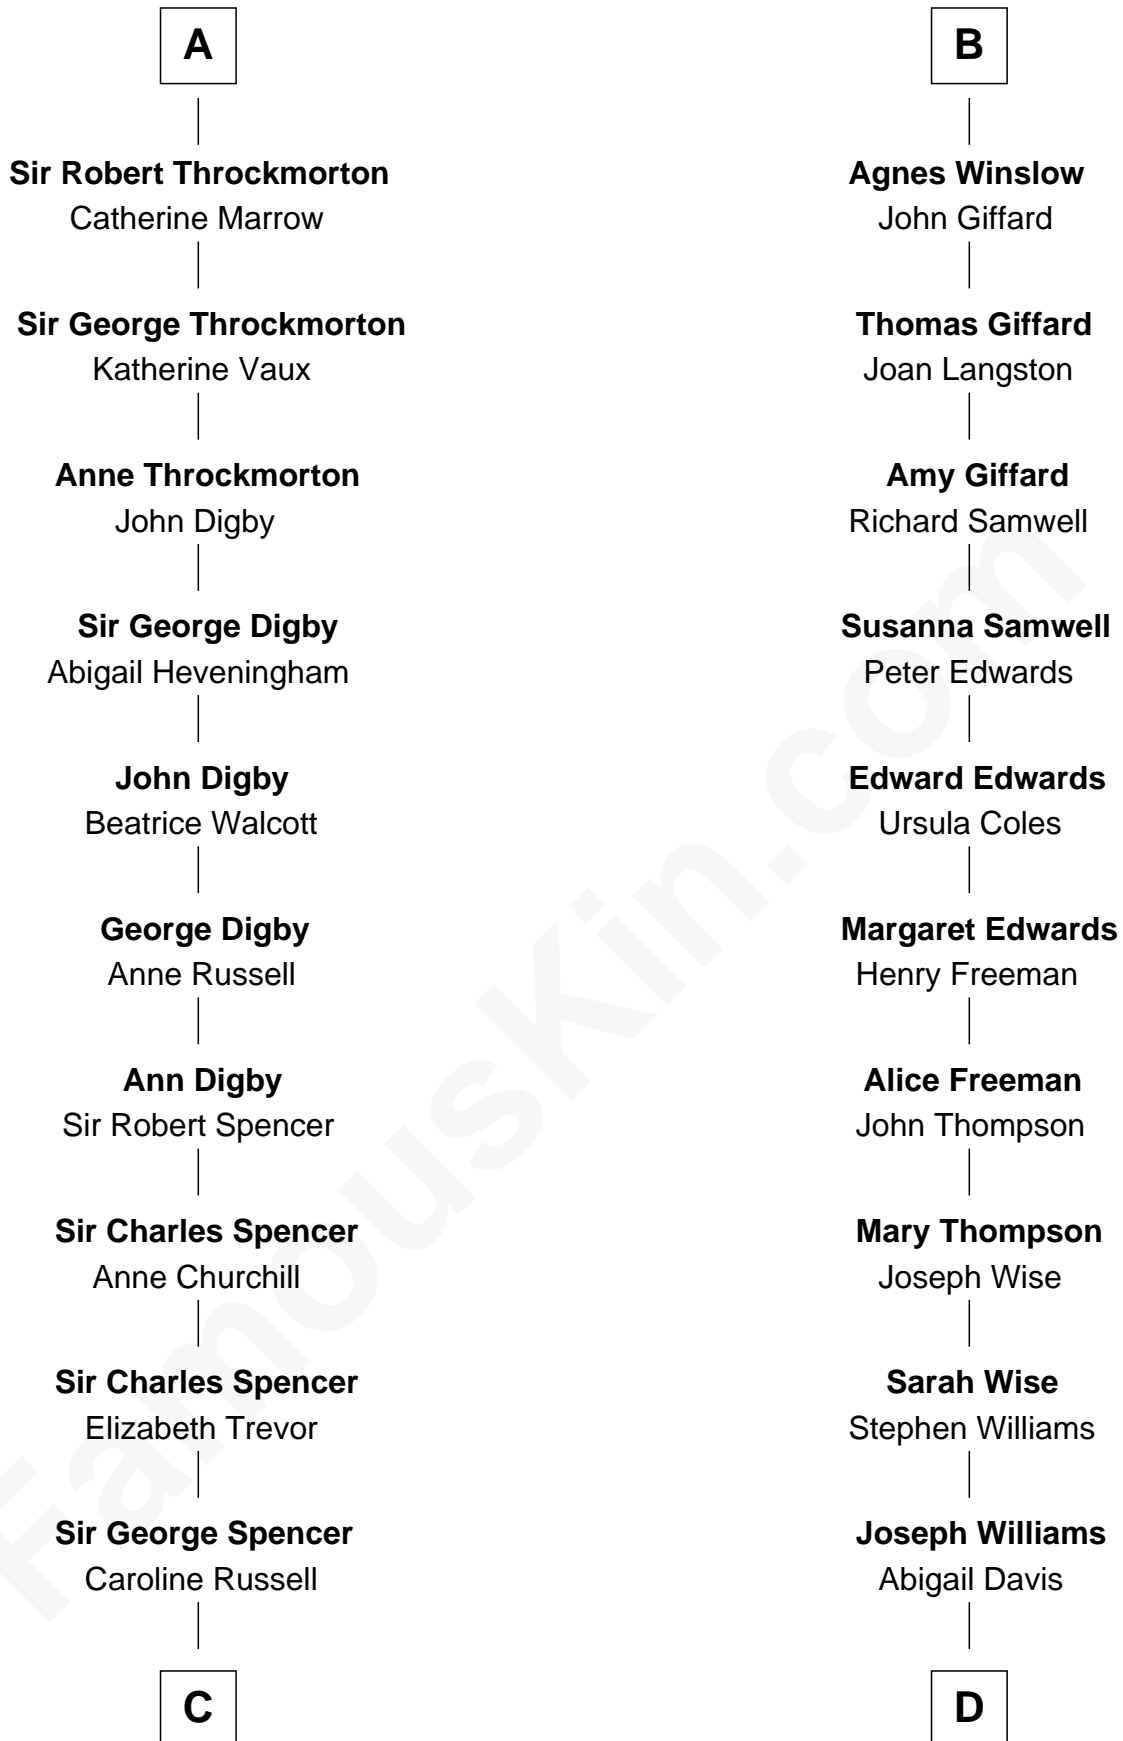 A
Sir Robert Throckmorton
Catherine Marrow
Sir George Throckmorton
Katherine Vaux
Anne Throckmorton
John Digby
Sir George Digby
Abigail Heveningham
John Digby
Beatrice Walcott
George Digby
Anne Russell
Ann Digby
Sir Robert Spencer
Sir Charles Spencer
Anne Churchill
Sir Charles Spencer
Elizabeth Trevor
Sir George Spencer
Caroline Russell
C
B
Agnes Winslow
John Giffard
Thomas Giffard
Joan Langston
Amy Giffard
Richard Samwell
Susanna Samwell
Peter Edwards
Edward Edwards
Ursula Coles
Margaret Edwards
Henry Freeman
Alice Freeman
John Thompson
Mary Thompson
Joseph Wise
Sarah Wise
Stephen Williams
Joseph Williams
Abigail Davis
D
FamousKin.com